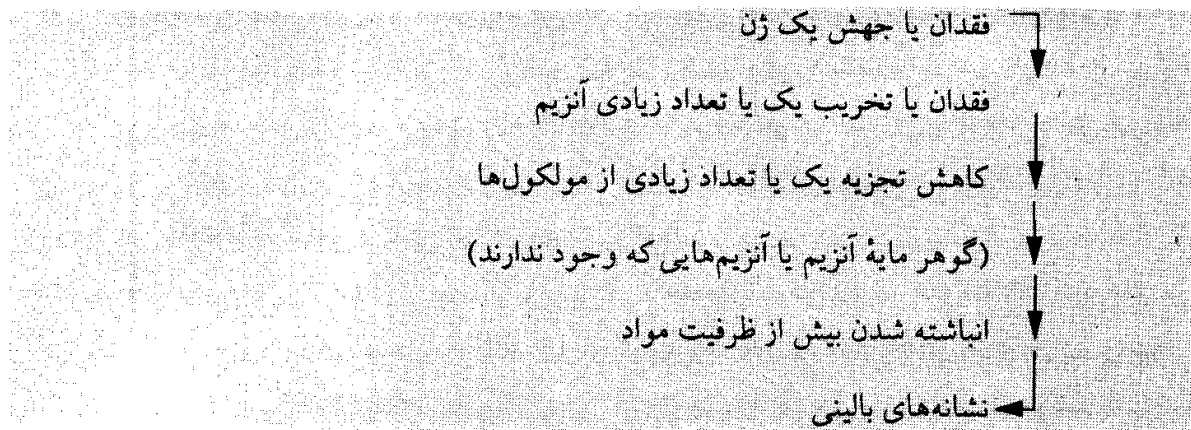 فقدان یا جهش یک ژن
فقدان یا تخریب یک یا تعداد زیادی آنزیم
کاهش تجزیه یک یا تعداد زیادی از مولکول‌ها
(گوهر مایهٔ آنزیم یا آنزیم‌هایی که وجود ندارند)
انباشته شدن بیش از ظرفیت مواد
نشانه‌های بالینی